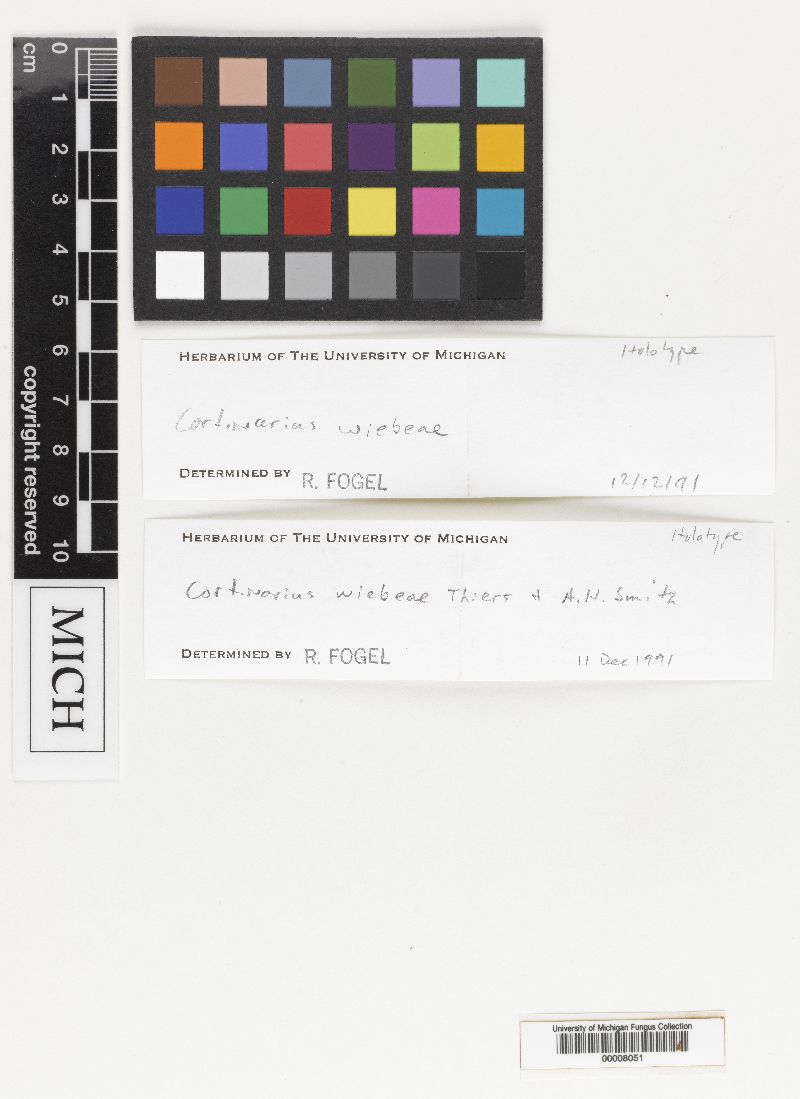 cm
0
1
2
3
4
5
6
7
8
9
10
copyright reserved
MICH
HERBARIUM OF THE UNIVERSITY OF MICHIGAN
Holotype
Cortinarius wiebeae
DETERMINED BY R. FOGEL
12/12/91
HERBARIUM OF THE UNIVERSITY OF MICHIGAN
Holotype
Cortinarius wiebeae Thiers & A.H. Smith
DETERMINED BY R. FOGEL
11 Dec 1991
University of Michigan Fungus Collection
00008051